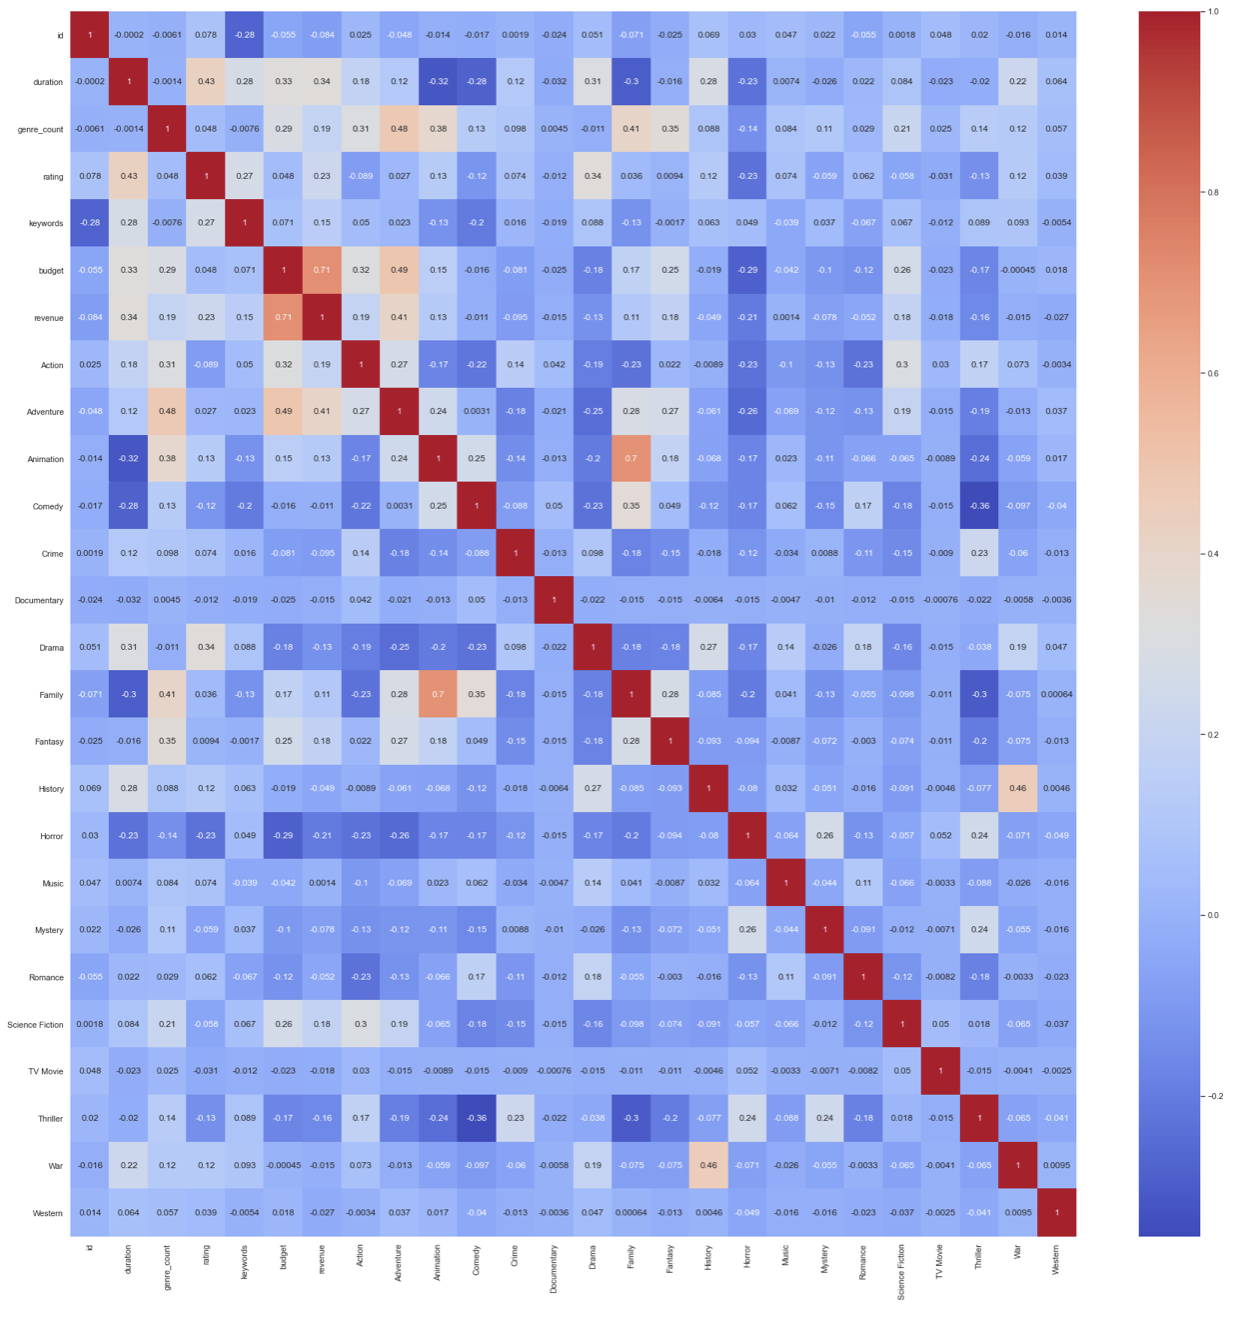 id 1 -0.0002 -0.0061 0.078 -0.28 -0.055 -0.084 0.025 -0.048 -0.014 -0.017 0.0019 -0.024 0.051 -0.071 -0.025 0.069 0.03 0.047 0.022 -0.055 0.0018 0.048 0.02 -0.016 0.014
duration -0.0002 1 -0.0014 0.43 0.28 0.33 0.34 0.18 0.12 -0.32 -0.28 0.12 -0.032 0.31 -0.3 -0.016 0.28 -0.23 0.0074 -0.026 0.022 0.084 -0.023 -0.02 0.22 0.064
genre_count -0.0061 -0.0014 1 0.048 -0.0076 0.29 0.19 0.31 0.48 0.38 0.13 0.098 0.0045 -0.011 0.41 0.35 0.088 -0.14 0.084 0.11 0.029 0.21 0.025 0.14 0.12 0.057
rating 0.078 0.43 0.048 1 0.27 0.048 0.23 -0.089 0.027 0.13 -0.12 0.074 -0.012 0.34 0.036 0.0094 0.12 -0.23 0.074 -0.059 0.062 -0.058 -0.031 -0.13 0.12 0.039
keywords -0.28 0.28 -0.0076 0.27 1 0.071 0.15 0.05 0.023 -0.13 -0.2 0.016 -0.019 0.088 -0.13 -0.0017 0.063 0.049 -0.039 0.037 -0.067 0.067 -0.012 0.089 0.093 -0.0054
budget -0.055 0.33 0.29 0.048 0.071 1 0.71 0.32 0.49 0.15 -0.016 -0.081 -0.025 -0.18 0.17 0.25 -0.019 -0.29 -0.042 -0.1 -0.12 0.26 -0.023 -0.17 -0.00045 0.018
revenue -0.084 0.34 0.19 0.23 0.15 0.71 1 0.19 0.41 0.13 -0.011 -0.095 -0.015 -0.13 0.11 0.18 -0.049 -0.21 0.0014 -0.078 -0.052 0.18 -0.018 -0.16 -0.015 -0.027
Action 0.025 0.18 0.31 -0.089 0.05 0.32 0.19 1 0.27 -0.17 -0.22 0.14 0.042 -0.19 -0.23 0.022 -0.0089 -0.23 -0.1 -0.13 -0.23 0.3 0.03 0.17 0.073 -0.0034
Adventure -0.048 0.12 0.48 0.027 0.023 0.49 0.41 0.27 1 0.24 0.0031 -0.18 -0.021 -0.25 0.28 0.27 -0.061 -0.26 -0.069 -0.12 -0.13 0.19 -0.015 -0.19 -0.013 0.037
Animation -0.014 -0.32 0.38 0.13 -0.13 0.15 0.13 -0.17 0.24 1 0.25 -0.14 -0.013 -0.2 0.7 0.18 -0.068 -0.17 0.023 -0.11 -0.066 -0.065 -0.0089 -0.24 -0.059 0.017
Comedy -0.017 -0.28 0.13 -0.12 -0.2 -0.016 -0.011 -0.22 0.0031 0.25 1 -0.088 0.05 -0.23 0.35 0.049 -0.12 -0.17 0.062 -0.15 0.17 -0.18 -0.015 -0.36 -0.097 -0.04
Crime 0.0019 0.12 0.098 0.074 0.016 -0.081 -0.095 0.14 -0.18 -0.14 -0.088 1 -0.013 0.098 -0.18 -0.15 -0.018 -0.12 -0.034 0.0088 -0.11 -0.15 -0.009 0.23 -0.06 -0.013
Documentary -0.024 -0.032 0.0045 -0.012 -0.019 -0.025 -0.015 0.042 -0.021 -0.013 0.05 -0.013 1 -0.022 -0.015 -0.015 -0.0064 -0.015 -0.0047 -0.01 -0.012 -0.015 -0.00076 -0.022 -0.0058 -0.0036
Drama 0.051 0.31 -0.011 0.34 0.088 -0.18 -0.13 -0.19 -0.25 -0.2 -0.23 0.098 -0.022 1 -0.18 -0.18 0.27 -0.17 0.14 -0.026 0.18 -0.16 -0.015 -0.038 0.19 0.047
Family -0.071 -0.3 0.41 0.036 -0.13 0.17 0.11 -0.23 0.28 0.7 0.35 -0.18 -0.015 -0.18 1 0.28 -0.085 -0.2 0.041 -0.13 -0.055 -0.098 -0.011 -0.3 -0.075 0.00064
Fantasy -0.025 -0.016 0.35 0.0094 -0.0017 0.25 0.18 0.022 0.27 0.18 0.049 -0.15 -0.015 -0.18 0.28 1 -0.093 -0.094 -0.0087 -0.072 -0.003 -0.074 -0.011 -0.2 -0.075 -0.013
History 0.069 0.28 0.088 0.12 0.063 -0.019 -0.049 -0.0089 -0.061 -0.068 -0.12 -0.018 -0.0064 0.27 -0.085 -0.093 1 -0.08 0.032 -0.051 -0.016 -0.091 -0.0046 -0.077 0.46 0.0046
Horror 0.03 -0.23 -0.14 -0.23 0.049 -0.29 -0.21 -0.23 -0.26 -0.17 -0.17 -0.12 -0.015 -0.17 -0.2 -0.094 -0.08 1 -0.064 0.26 -0.13 -0.057 0.052 0.24 -0.071 -0.049
Music 0.047 0.0074 0.084 0.074 -0.039 -0.042 0.0014 -0.1 -0.069 0.023 0.062 -0.034 -0.0047 0.14 0.041 -0.0087 0.032 -0.064 1 -0.044 0.11 -0.066 -0.0033 -0.088 -0.026 -0.016
Mystery 0.022 -0.026 0.11 -0.059 0.037 -0.1 -0.078 -0.13 -0.12 -0.11 -0.15 0.0088 -0.01 -0.026 -0.13 -0.072 -0.051 0.26 -0.044 1 -0.091 -0.012 -0.0071 0.24 -0.055 -0.016
Romance -0.055 0.022 0.029 0.062 -0.067 -0.12 -0.052 -0.23 -0.13 -0.066 0.17 -0.11 -0.012 0.18 -0.055 -0.003 -0.016 -0.13 0.11 -0.091 1 -0.12 -0.0082 -0.18 -0.0033 -0.023
Science Fiction 0.0018 0.084 0.21 -0.058 0.067 0.26 0.18 0.3 0.19 -0.065 -0.18 -0.15 -0.015 -0.16 -0.098 -0.074 -0.091 -0.057 -0.066 -0.012 -0.12 1 0.05 0.018 -0.065 -0.037
TV Movie 0.048 -0.023 0.025 -0.031 -0.012 -0.023 -0.018 0.03 -0.015 -0.0089 -0.015 -0.009 -0.00076 -0.015 -0.011 -0.011 -0.0046 0.052 -0.0033 -0.0071 -0.0082 0.05 1 -0.015 -0.0041 -0.0025
Thriller 0.02 -0.02 0.14 -0.13 0.089 -0.17 -0.16 0.17 -0.19 -0.24 -0.36 0.23 -0.022 -0.038 -0.3 -0.2 -0.077 0.24 -0.088 0.24 -0.18 0.018 -0.015 1 -0.065 -0.041
War -0.016 0.22 0.12 0.12 0.093 -0.00045 -0.015 0.073 -0.013 -0.059 -0.097 -0.06 -0.0058 0.19 -0.075 -0.075 0.46 -0.071 -0.026 -0.055 -0.0033 -0.065 -0.0041 -0.065 1 0.0095
Western 0.014 0.064 0.057 0.039 -0.0054 0.018 -0.027 -0.0034 0.037 0.017 -0.04 -0.013 -0.0036 0.047 0.00064 -0.013 0.0046 -0.049 -0.016 -0.016 -0.023 -0.037 -0.0025 -0.041 0.0095 1
id duration genre_count rating keywords budget revenue Action Adventure Animation Comedy Crime Documentary Drama Family Fantasy History Horror Music Mystery Romance Science Fiction TV Movie Thriller War Western
1.0
0.8
0.6
0.4
0.2
0.0
−0.2